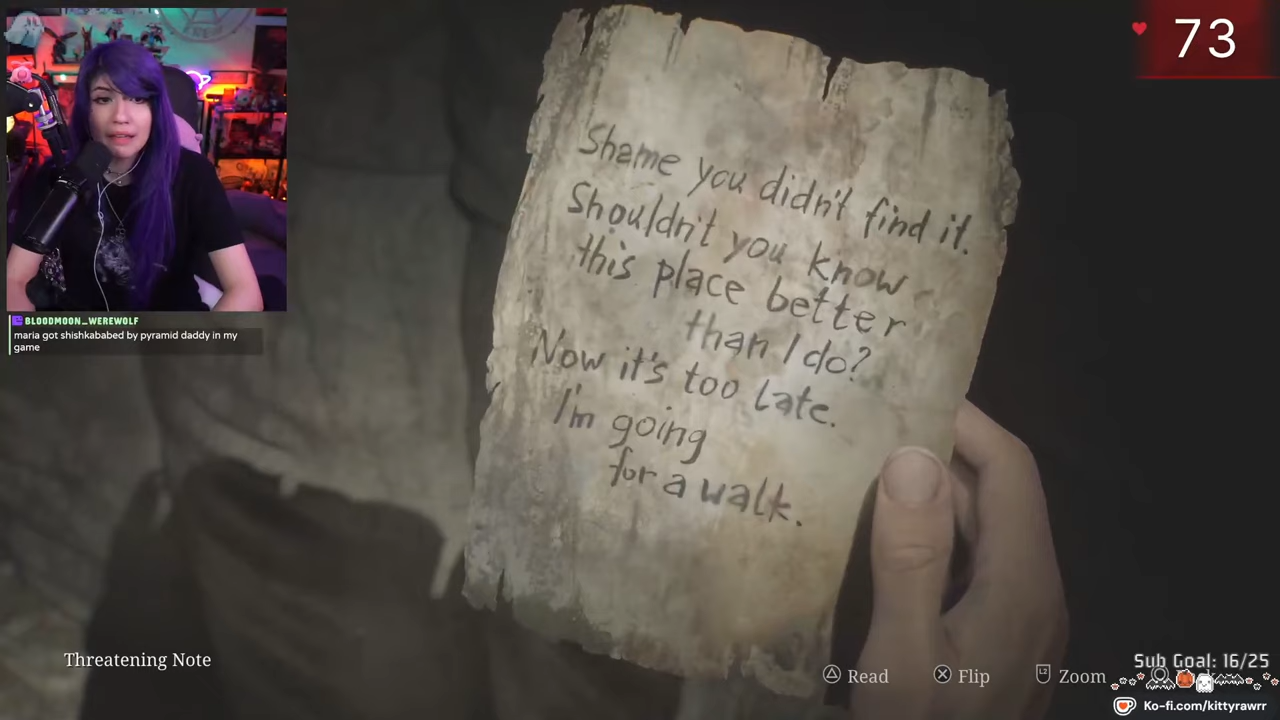 73
BLOODMOON_WEREWOLF
maria got shishkababed by pyramid daddy in my
game
Shame you didn't find it.
Shouldn't you know
this place better
than I do?
Now it's too late.
I'm going
for a walk.
Threatening Note
Read
Flip
L2
Zoom
Sub Goal: 16/25
Ko-fi.com/kittyrawrr